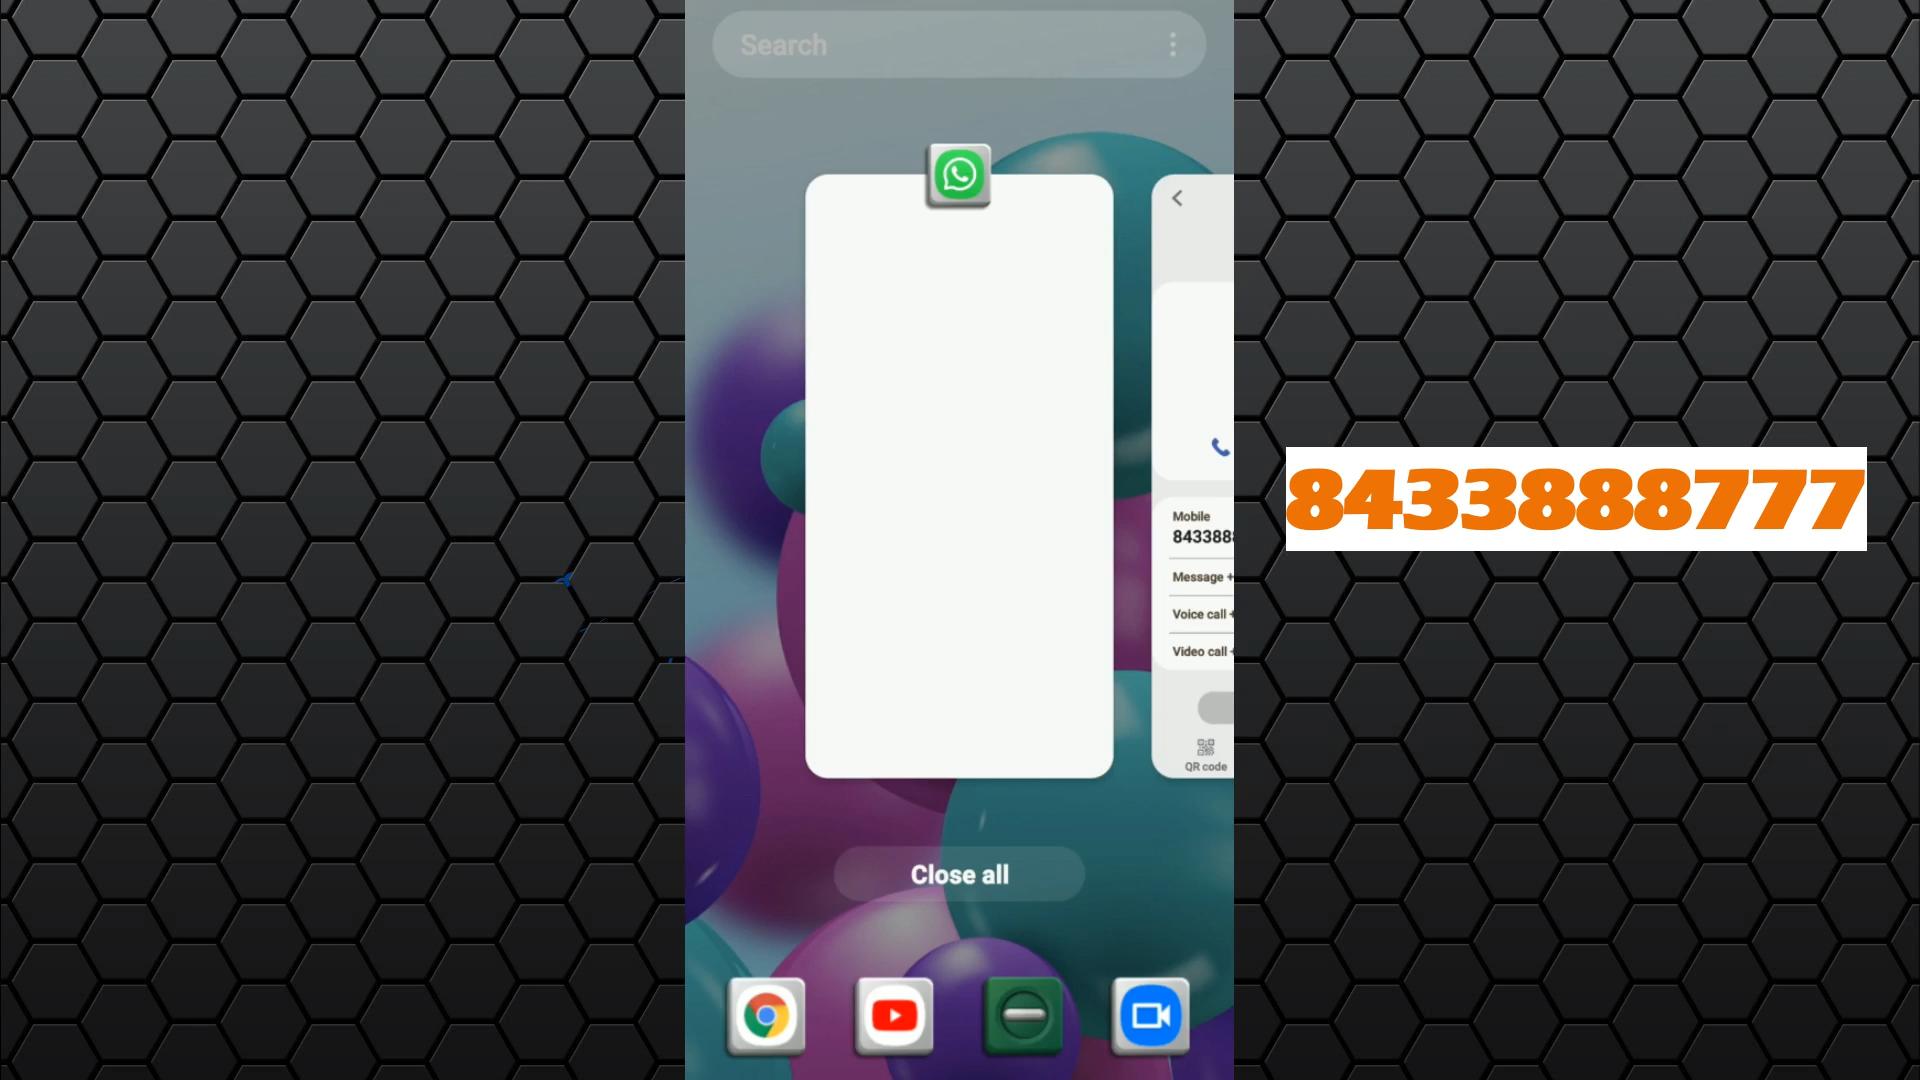 Search
Mobile
843388
Message +
Voice call +
Video call +
QR code
Close all
8433888777